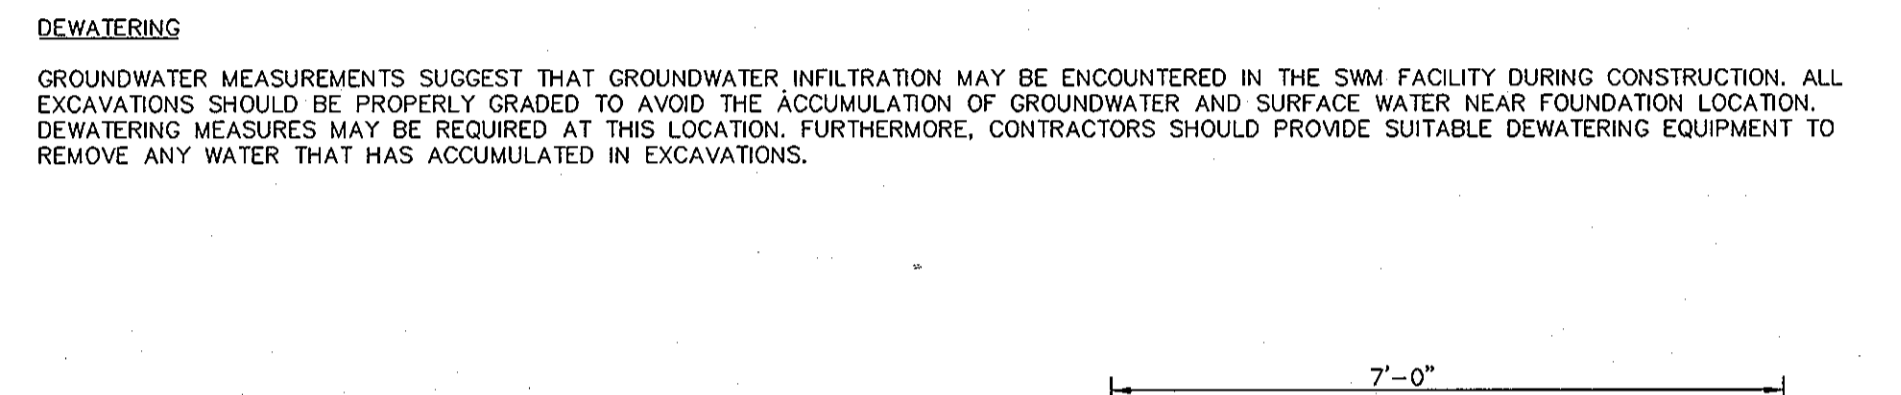 DEWATERING
GROUNDWATER MEASUREMENTS SUGGEST THAT GROUNDWATER INFILTRATION MAY BE ENCOUNTERED IN THE SWM FACILITY DURING CONSTRUCTION. ALL
EXCAVATIONS SHOULD BE PROPERLY GRADED TO AVOID THE ACCUMULATION OF GROUNDWATER AND SURFACE WATER NEAR FOUNDATION LOCATION.
DEWATERING MEASURES MAY BE REQUIRED AT THIS LOCATION. FURTHERMORE, CONTRACTORS SHOULD PROVIDE SUITABLE DEWATERING EQUIPMENT TO
REMOVE ANY WATER THAT HAS ACCUMULATED IN EXCAVATIONS.
7'-0"